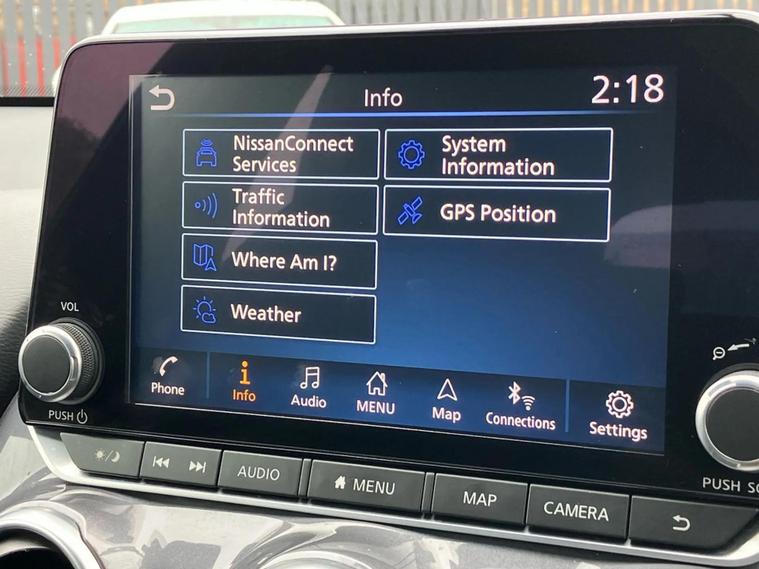 Info
2:18
NissanConnect
Services
System
Information
Traffic
Information
GPS Position
Where Am I?
Weather
Phone
Info
Audio
MENU
Map
Connections
Settings
VOL
PUSH
AUDIO
MENU
MAP
CAMERA
PUSH